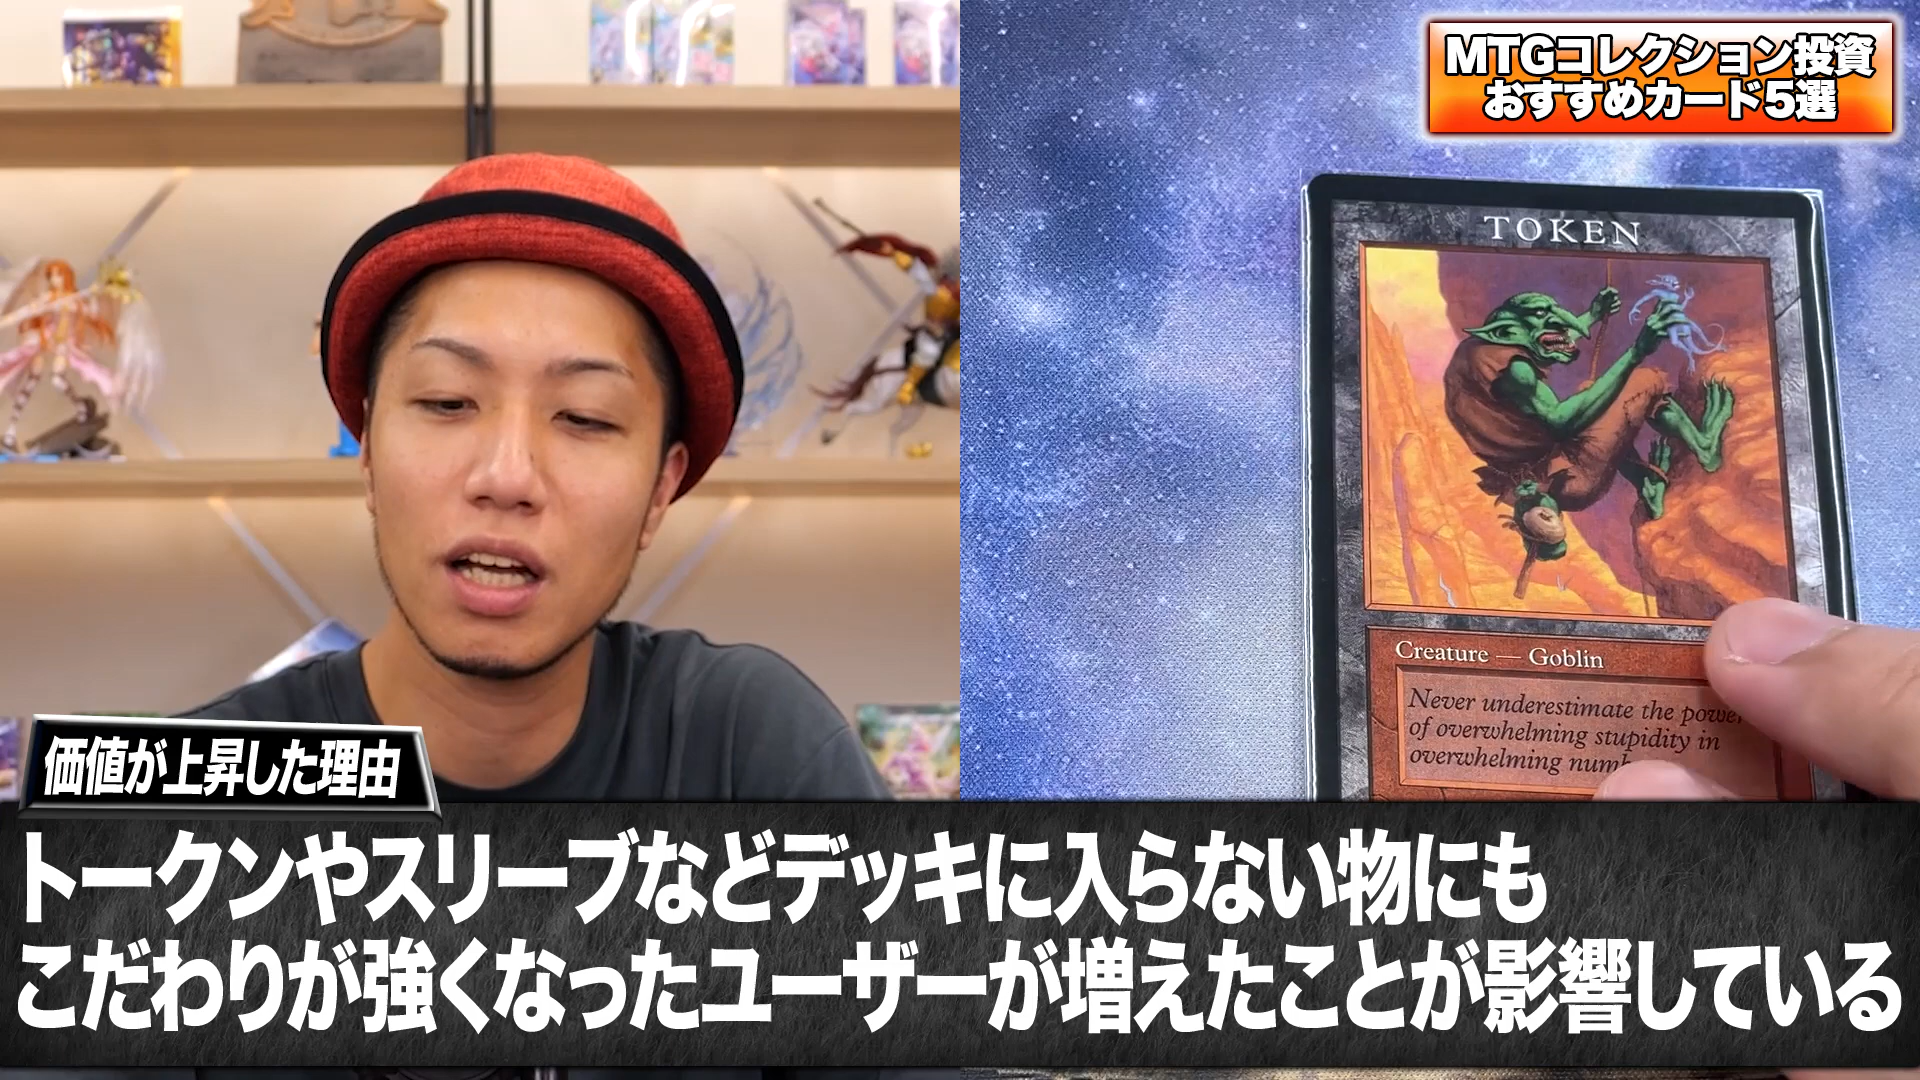 MTGコレクション投資
おすすめカード5選
TOKEN
Creature — Goblin
Never underestimate the power
of overwhelming stupidity in
overwhelming numb
価値が上昇した理由
トークンやスリーブなどデッキに入らない物にも
こだわりが強くなったユーザーが増えたことが影響している